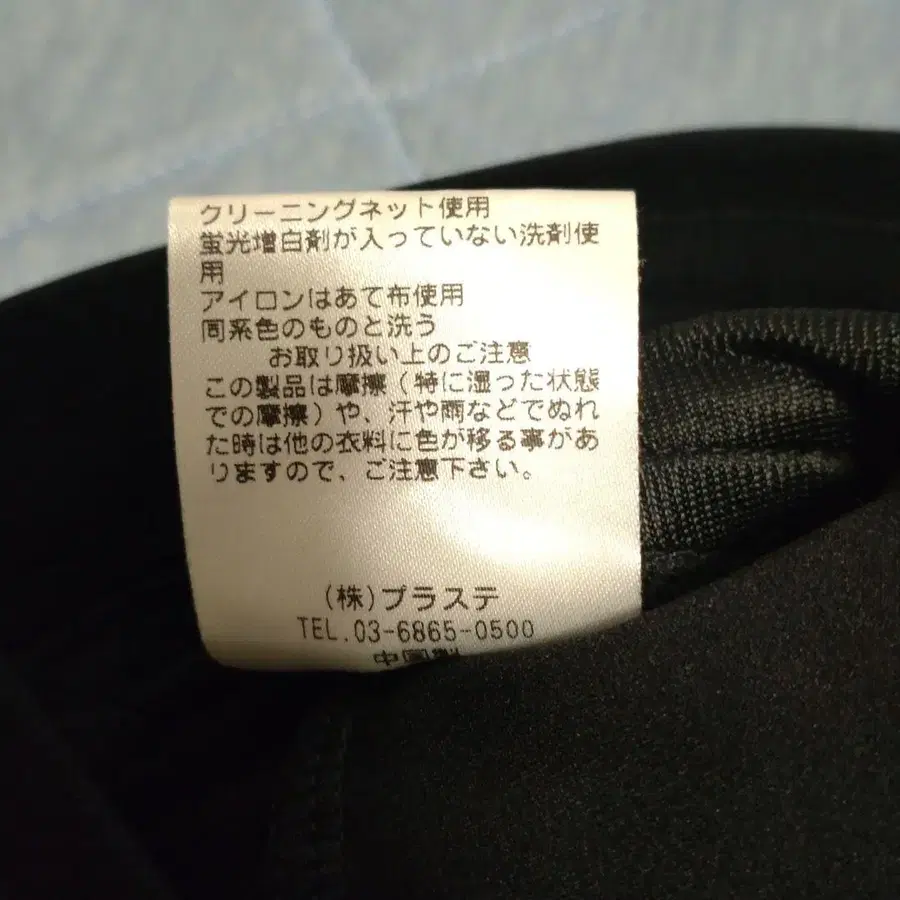 クリーニングネット使用
蛍光増白剤が入っていない洗剤使
用
アイロンはあて布使用
同系色のものと洗う
お取り扱い上のご注意
この製品は摩擦（特に湿った状態
での摩擦）や、汗や雨などでぬれ
た時は他の衣料に色が移る事があ
りますので、ご注意下さい。
(株)プラステ
TEL.03-6865-0500
中国製